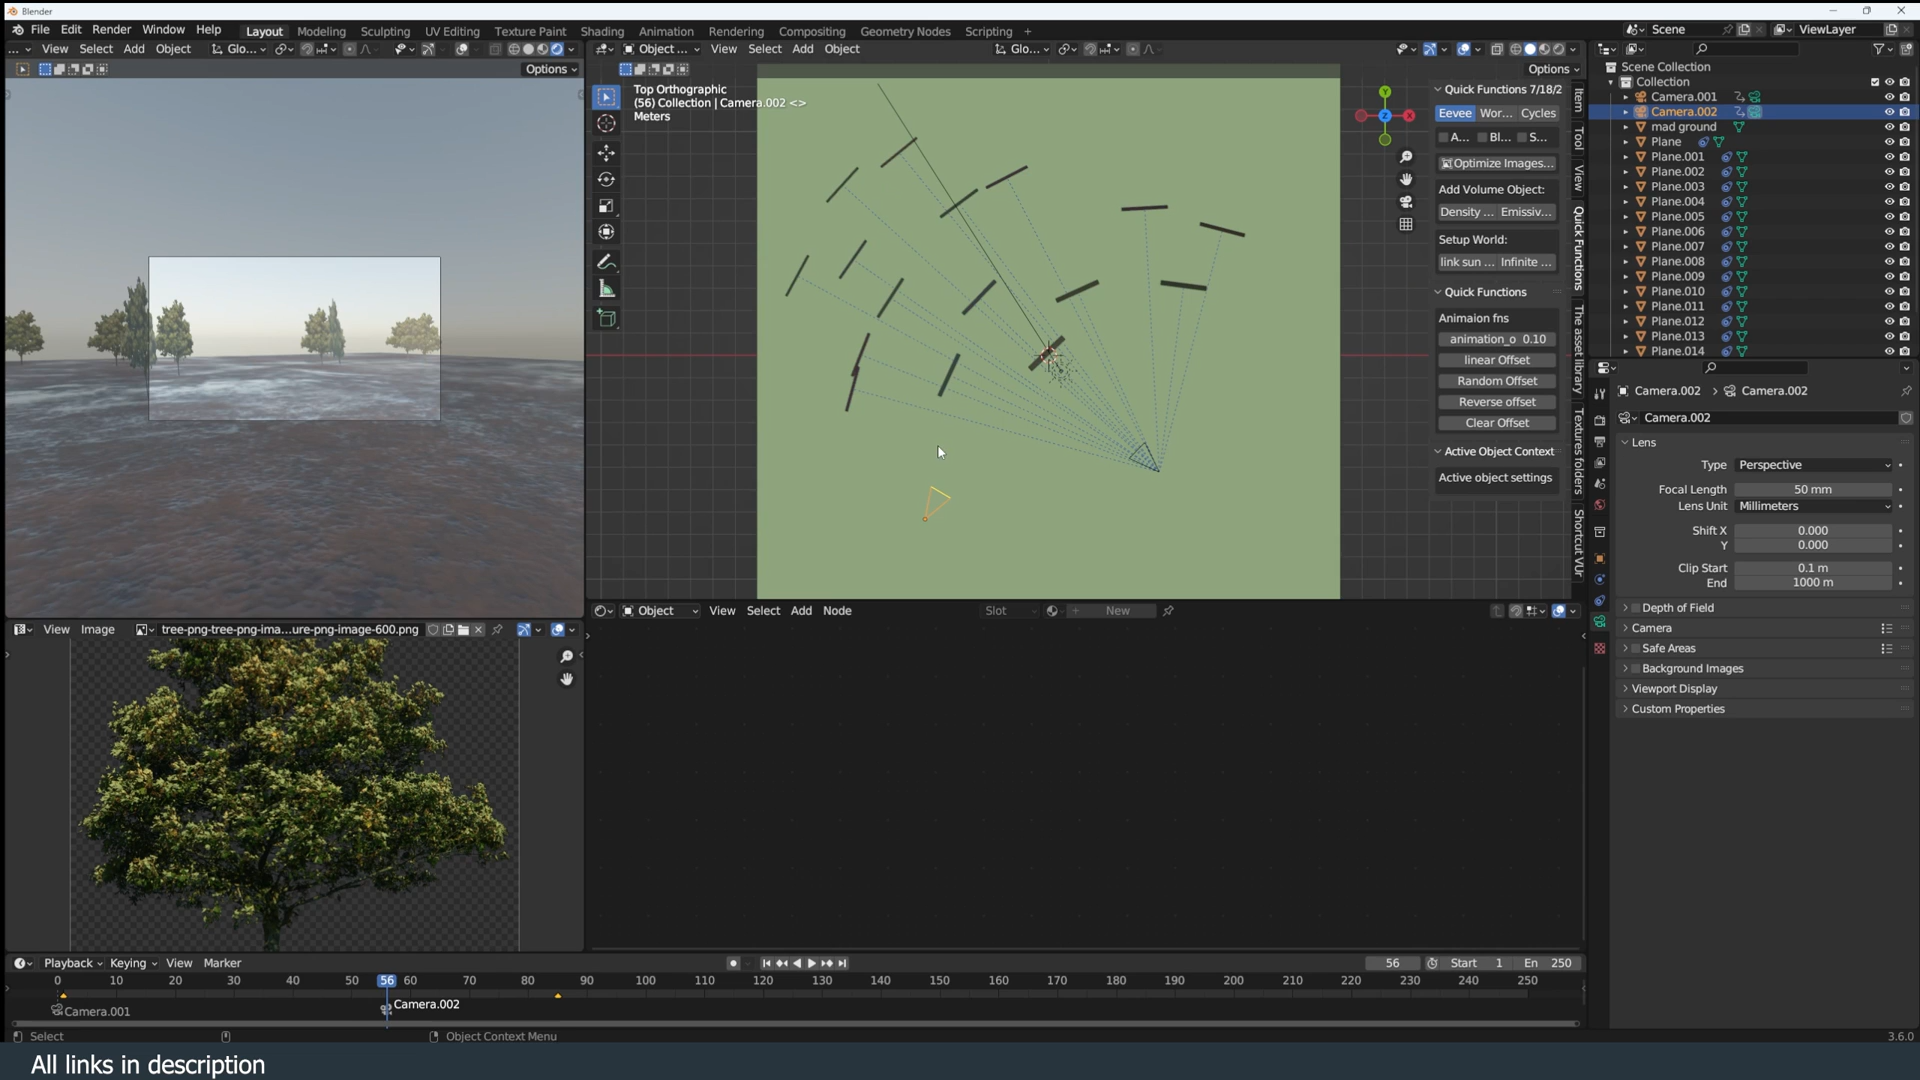 Blender
File Edit Render Window Help Layout Modeling Sculpting UV Editing Texture Paint Shading Animation Rendering Compositing Geometry Nodes Scripting + Scene ViewLayer
... View Select Add Object Glo... Object ... View Select Add Object Glo...
Options Options
Top Orthographic
(56) Collection | Camera.002 <>
Meters
Quick Functions 7/18/2
Eevee Wor... Cycles
A... Bl... S...
Optimize Images...
Add Volume Object:
Density ... Emissiv...
Setup World:
link sun ... Infinite ...
Quick Functions
Animaion fns
animation_o 0.10
linear Offset
Random Offset
Reverse offset
Clear Offset
Active Object Context
Active object settings
Item
Tool
View
Quick Functions
The asset library
Textures folders
Shortcut VUr
Y
X
Z
Scene Collection
Collection
Camera.001
Camera.002
mad ground
Plane
Plane.001
Plane.002
Plane.003
Plane.004
Plane.005
Plane.006
Plane.007
Plane.008
Plane.009
Plane.010
Plane.011
Plane.012
Plane.013
Plane.014
Camera.002 > Camera.002
Camera.002
Lens
Type Perspective
Focal Length 50 mm
Lens Unit Millimeters
Shift X 0.000
Y 0.000
Clip Start 0.1 m
End 1000 m
Depth of Field
Camera
Safe Areas
Background Images
Viewport Display
Custom Properties
Object View Select Add Node Slot New
View Image tree-png-tree-png-ima...ure-png-image-600.png
Playback Keying View Marker 56 Start 1 En 250
0 10 20 30 40 50 56 60 70 80 90 100 110 120 130 140 150 160 170 180 190 200 210 220 230 240 250
Camera.001 Camera.002
Select Object Context Menu 3.6.0
All links in description